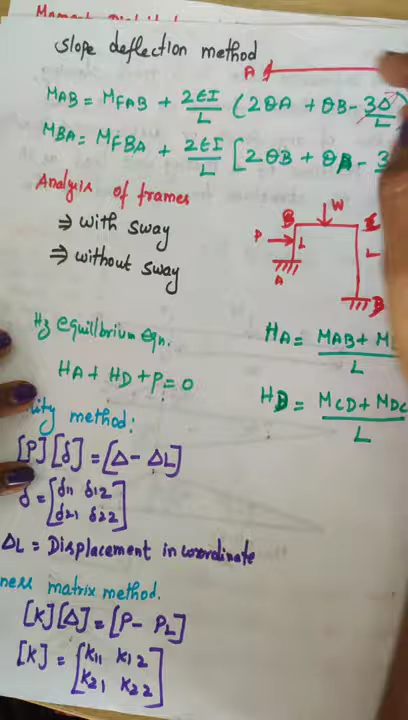 slope deflection method
A
MAB = MFAB + 2EI/L (2θA + θB - 3Δ/L
MBA = MFBA + 2EI/L [2θB + θA - 3
Analysis of frames
⇒ with sway
⇒ without sway
B W
P L L
A D
Hz equilibrium eqn.
HA + HD + P = 0
HA = MAB + M /L
HD = MCD + MDC /L
lity method:
[P][δ] = [Δ - ΔL]
δ = [δ11 δ12
δ21 δ22]
ΔL = Displacement in coordinate
ness matrix method.
[K][Δ] = [P - PL]
[K] = [K11 K12
K21 K22]